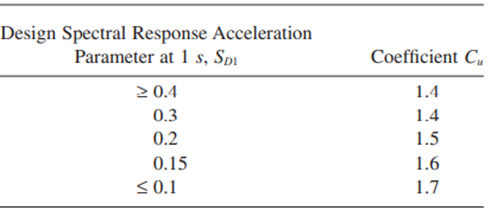 Design Spectral Response Acceleration
Parameter at 1 s, S_D1 Coefficient C_u
≥ 0.4 1.4
0.3 1.4
0.2 1.5
0.15 1.6
≤ 0.1 1.7